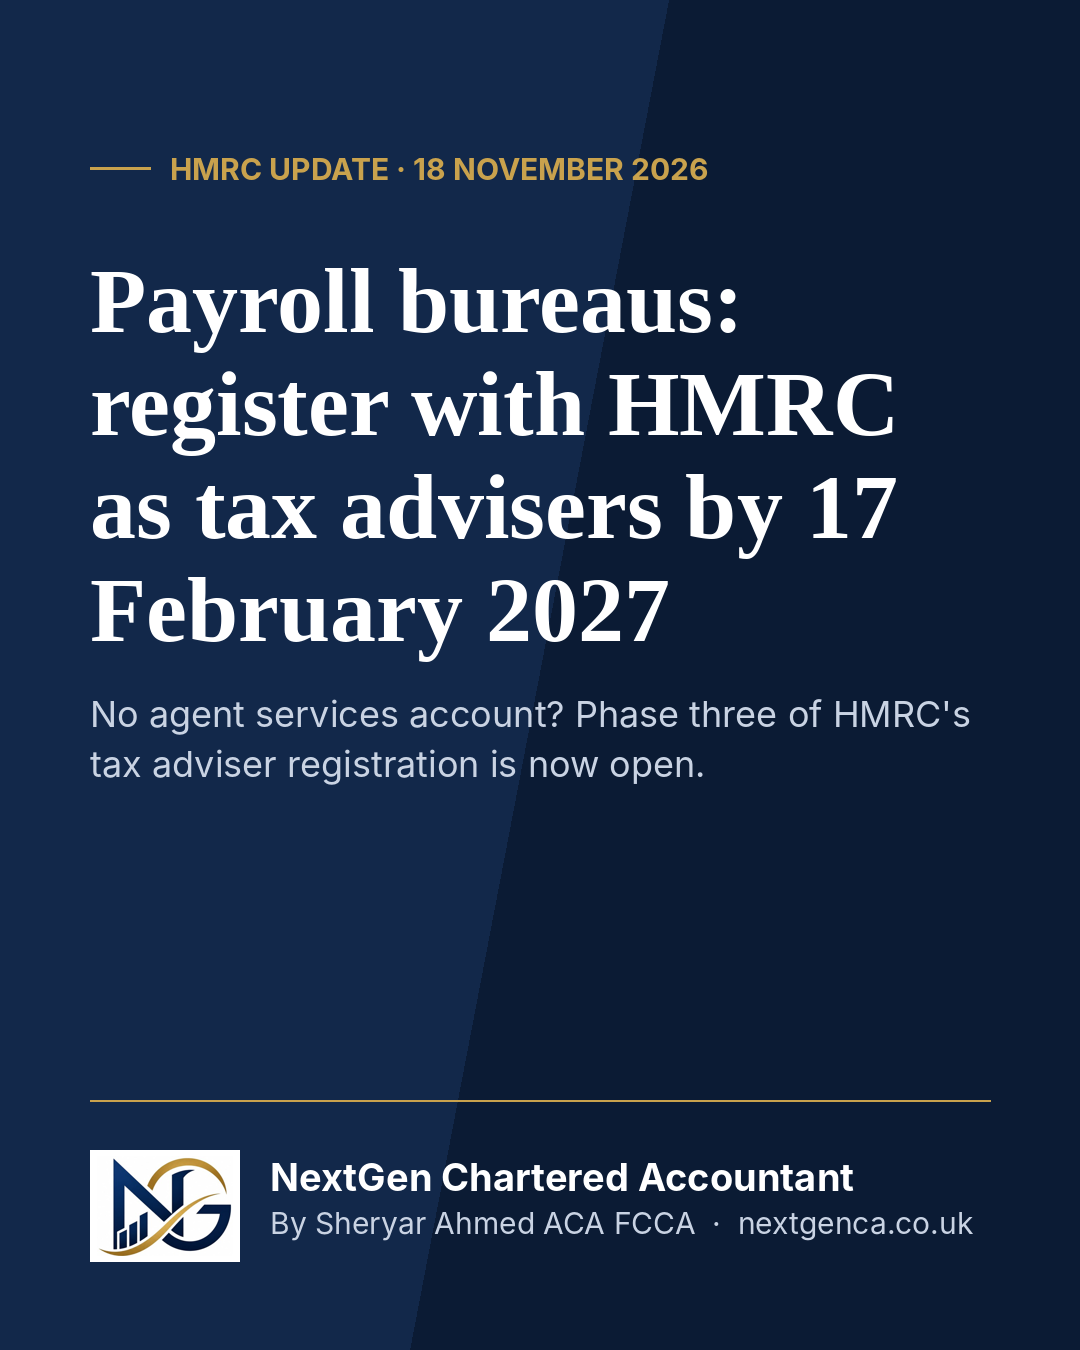 HMRC UPDATE · 18 NOVEMBER 2026
Payroll bureaus:
register with HMRC
as tax advisers by 17
February 2027
No agent services account? Phase three of HMRC's
tax adviser registration is now open.
NG
NextGen Chartered Accountant
By Sheryar Ahmed ACA FCCA · nextgenca.co.uk